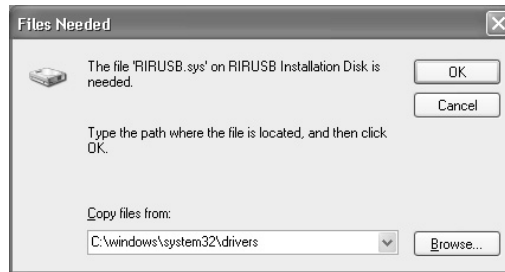 Files Needed
The file 'RIRUSB.sys' on RIRUSB Installation Disk is
needed.
Type the path where the file is located, and then click
OK.
Copy files from:
C:\windows\system32\drivers
OK
Cancel
Browse...